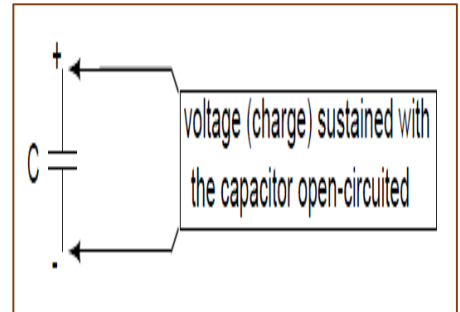 +
voltage (charge) sustained with
C
the capacitor open-circuited
-